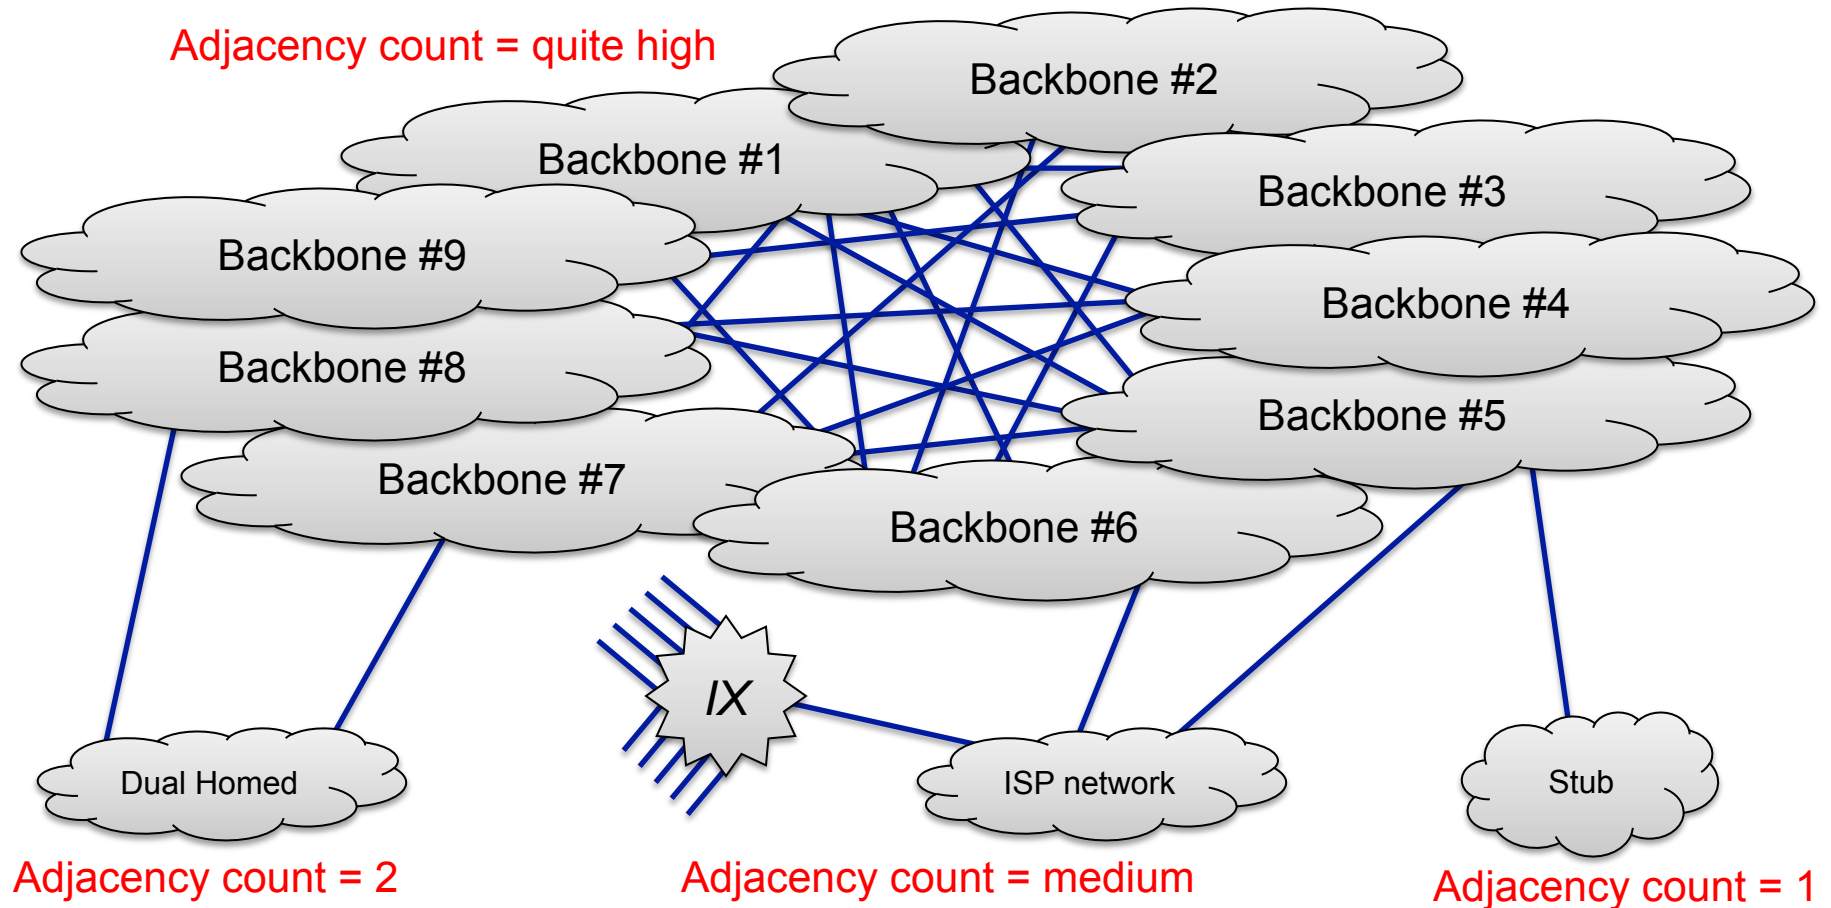 Adjacency count = quite high
Backbone #2
Backbone #1
Backbone #3
Backbone #9
Backbone #4
Backbone #8
Backbone #5
Backbone #7
Backbone #6
IX
Dual Homed
ISP network
Stub
Adjacency count = 2
Adjacency count = medium
Adjacency count = 1